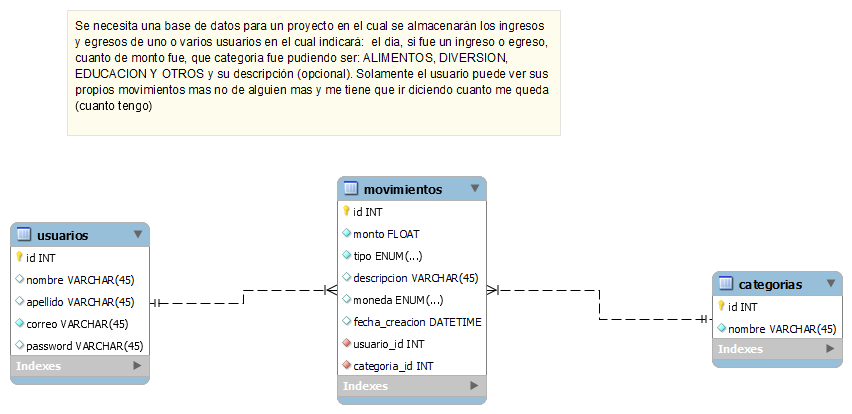 Se necesita una base de datos para un proyecto en el cual se almacenarán los ingresos
y egresos de uno o varios usuarios en el cual indicará:  el dia, si fue un ingreso o egreso,
cuanto de monto fue, que categoria fue pudiendo ser: ALIMENTOS, DIVERSION,
EDUCACION Y OTROS y su descripción (opcional). Solamente el usuario puede ver sus
propios movimientos mas no de alguien mas y me tiene que ir diciendo cuanto me queda
(cuanto tengo)
usuarios
id INT
nombre VARCHAR(45)
apellido VARCHAR(45)
correo VARCHAR(45)
password VARCHAR(45)
Indexes
movimientos
id INT
monto FLOAT
tipo ENUM(...)
descripcion VARCHAR(45)
moneda ENUM(...)
fecha_creacion DATETIME
usuario_id INT
categoria_id INT
Indexes
categorias
id INT
nombre VARCHAR(45)
Indexes